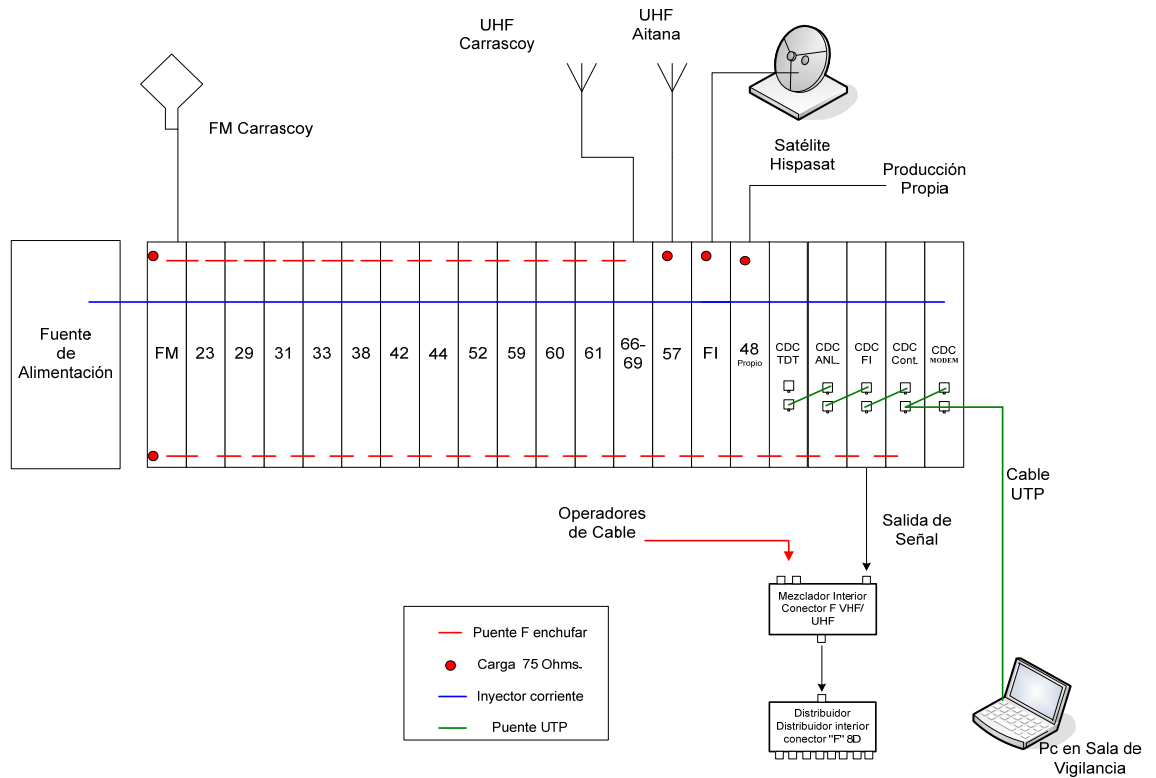 UHF
Carrascoy
UHF
Aitana
FM Carrascoy
Satélite
Hispasat
Producción
Propia
Fuente
de
Alimentación
FM
23
29
31
33
38
42
44
52
59
60
61
66-
69
57
FI
48
Propio
CDC
TDT
CDC
ANL.
CDC
FI
CDC
Cont.
CDC
MODEM
Cable
UTP
Operadores
de Cable
Salida de
Señal
Mezclador Interior
Conector F VHF/
UHF
Puente F enchufar
Carga 75 Ohms.
Inyector corriente
Puente UTP
Distribuidor
Distribuidor interior
conector "F" 8D
Pc en Sala de
Vigilancia